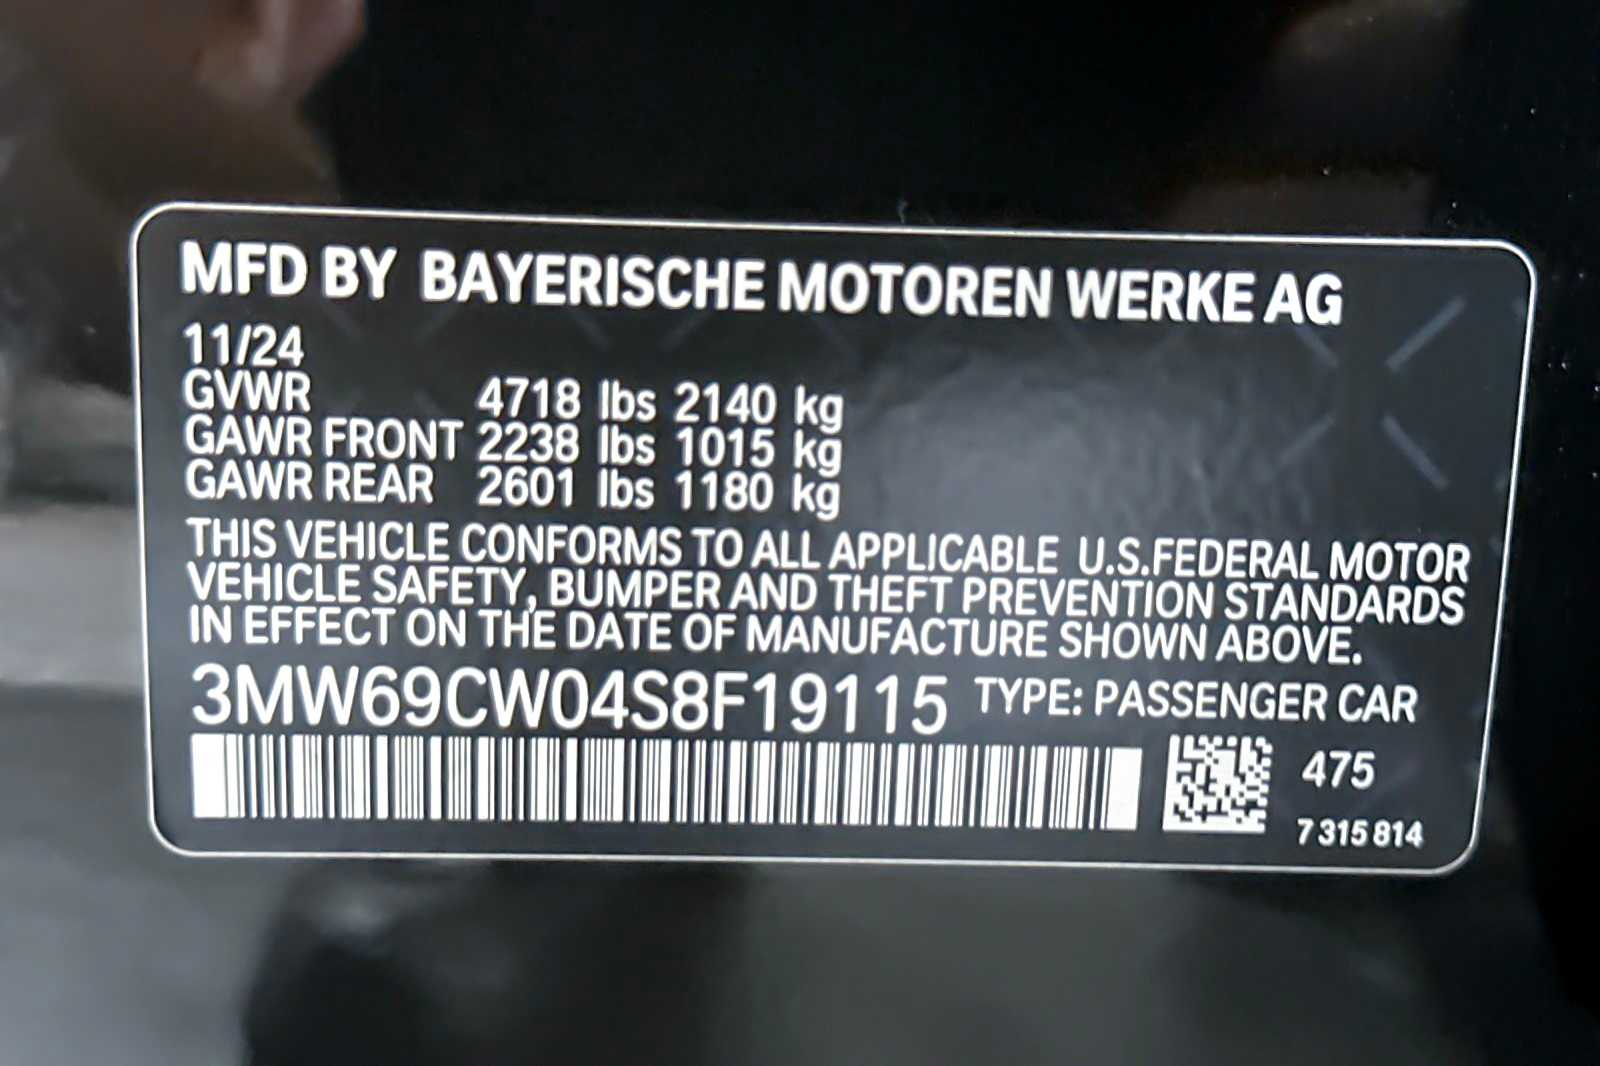 MFD BY BAYERISCHE MOTOREN WERKE AG
11/24
GVWR 4718 lbs 2140 kg
GAWR FRONT 2238 lbs 1015 kg
GAWR REAR 2601 lbs 1180 kg
THIS VEHICLE CONFORMS TO ALL APPLICABLE U.S.FEDERAL MOTOR
VEHICLE SAFETY, BUMPER AND THEFT PREVENTION STANDARDS
IN EFFECT ON THE DATE OF MANUFACTURE SHOWN ABOVE.
3MW69CW04S8F19115 TYPE: PASSENGER CAR
475
7 315 814